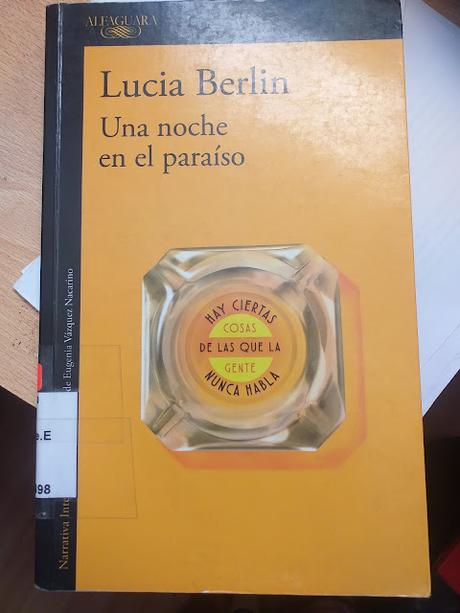 ALFAGUARA
Lucia Berlin
Una noche
en el paraíso
HAY CIERTAS
COSAS
DE LAS QUE LA
GENTE
NUNCA HABLA
de Eugenia Vázquez Nacarino
Narrativa
e.E
398